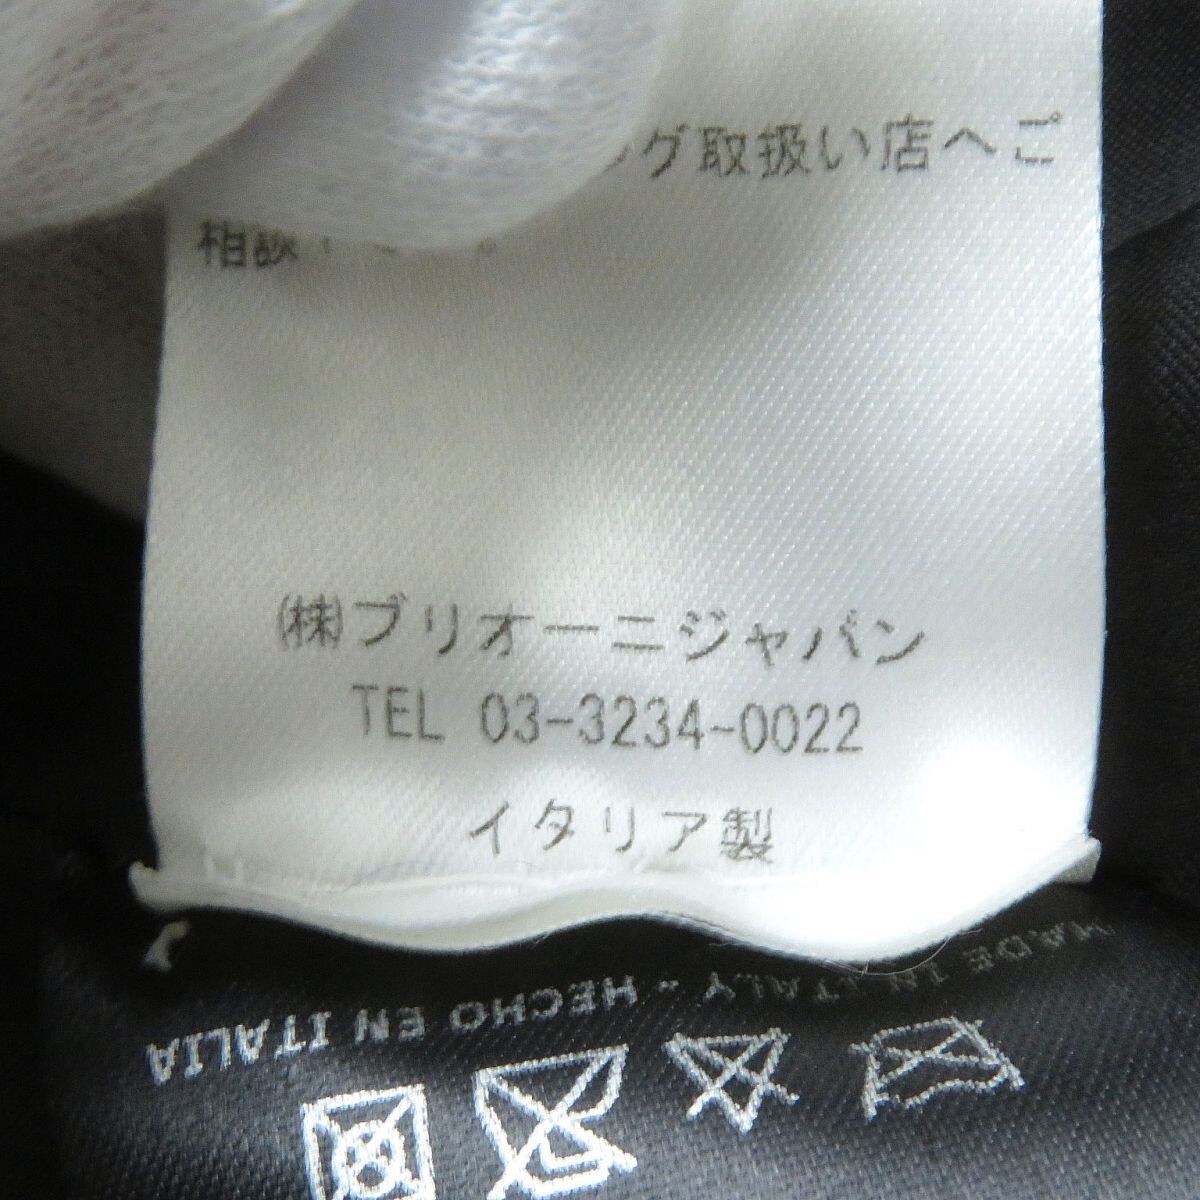 グ取扱い店へご
相談
㈱ブリオーニジャパン
TEL 03-3234-0022
イタリア製
MADE IN ITALY - HECHO EN ITALIA